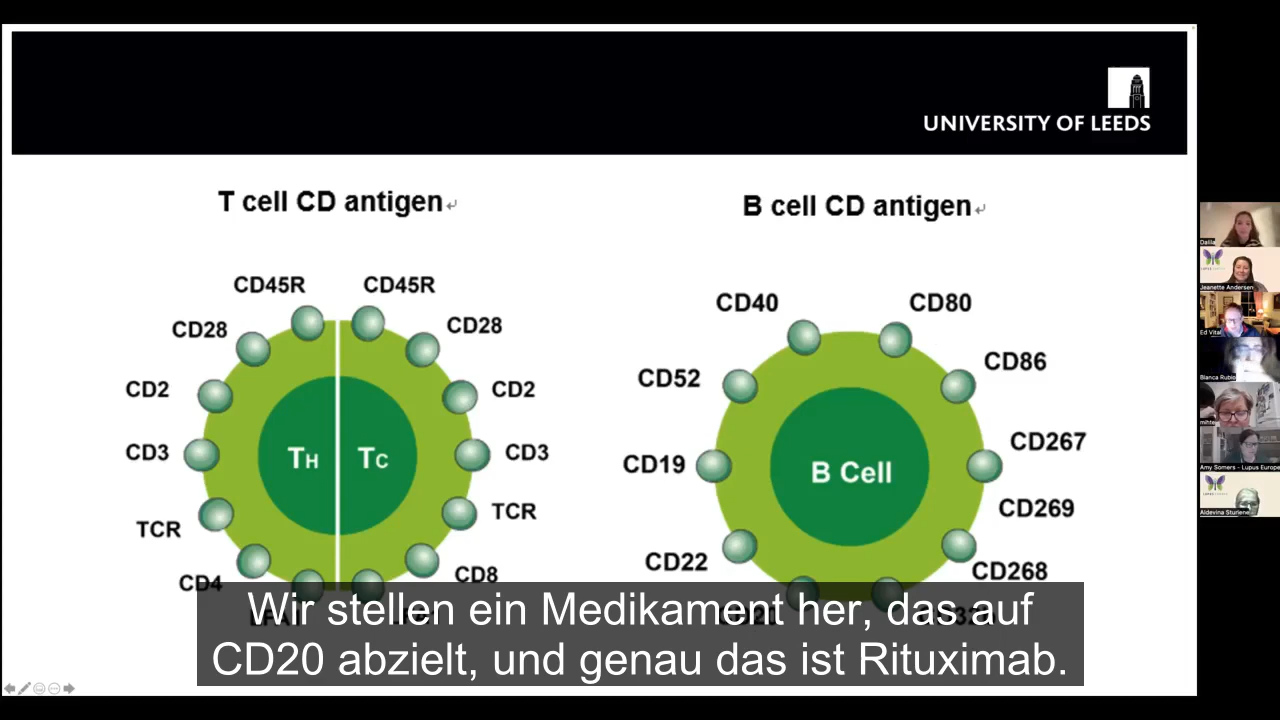 UNIVERSITY OF LEEDS
T cell CD antigen
CD45R
CD45R
CD28
CD28
CD2
CD2
CD3
CD3
TH
TC
TCR
TCR
CD4
CD8
B cell CD antigen
CD40
CD80
CD52
CD86
CD19
CD267
B Cell
CD269
CD22
CD268
CD20
Wir stellen ein Medikament her, das auf
CD20 abzielt, und genau das ist Rituximab.
Dalila
Jeanette Andersen
Ed Vital
Blanca Rubio
Amy Somers - Lupus Europe
Aldevina Sturiene